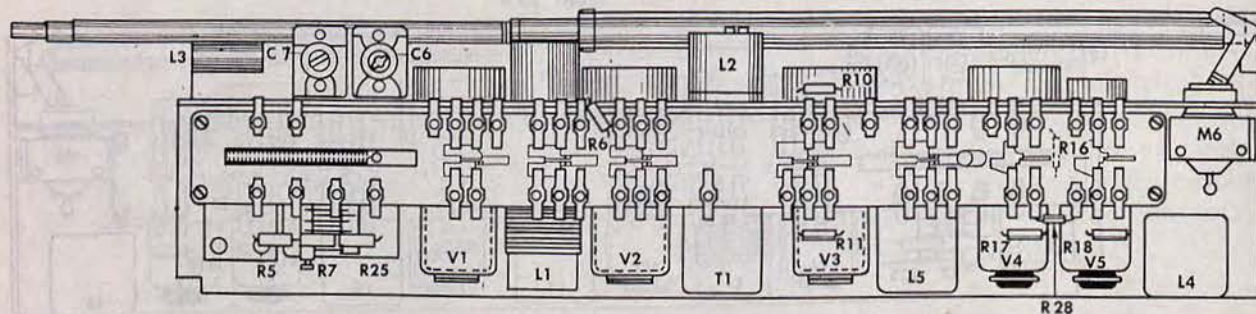 L3 C7 C6 L2 R10
R6 R16 M6
R5 R7 R25 V1 L1 V2 T1 V3 R11 L5 R17 V4 R18 V5 L4
R28